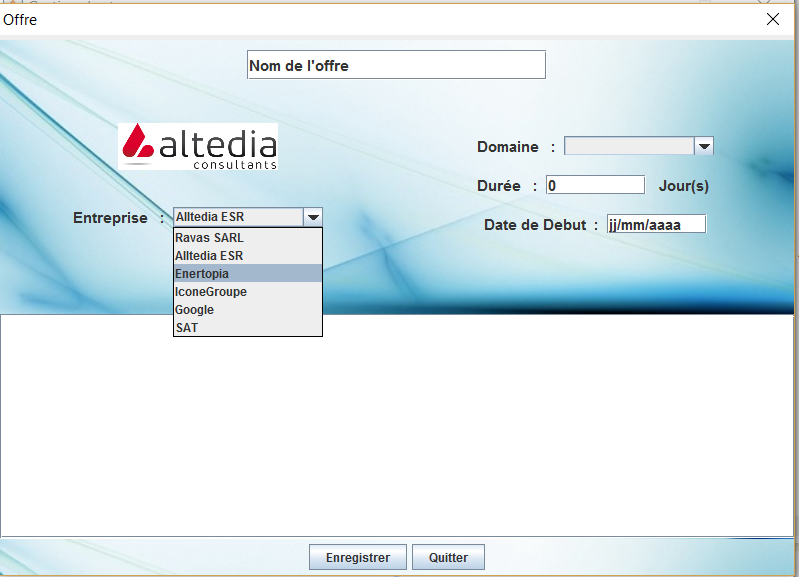 Offre
Nom de l'offre
altedia
consultants
Domaine :
Durée : 0 Jour(s)
Entreprise : Alltedia ESR
Date de Debut : jj/mm/aaaa
Ravas SARL
Alltedia ESR
Enertopia
IconeGroupe
Google
SAT
Enregistrer Quitter